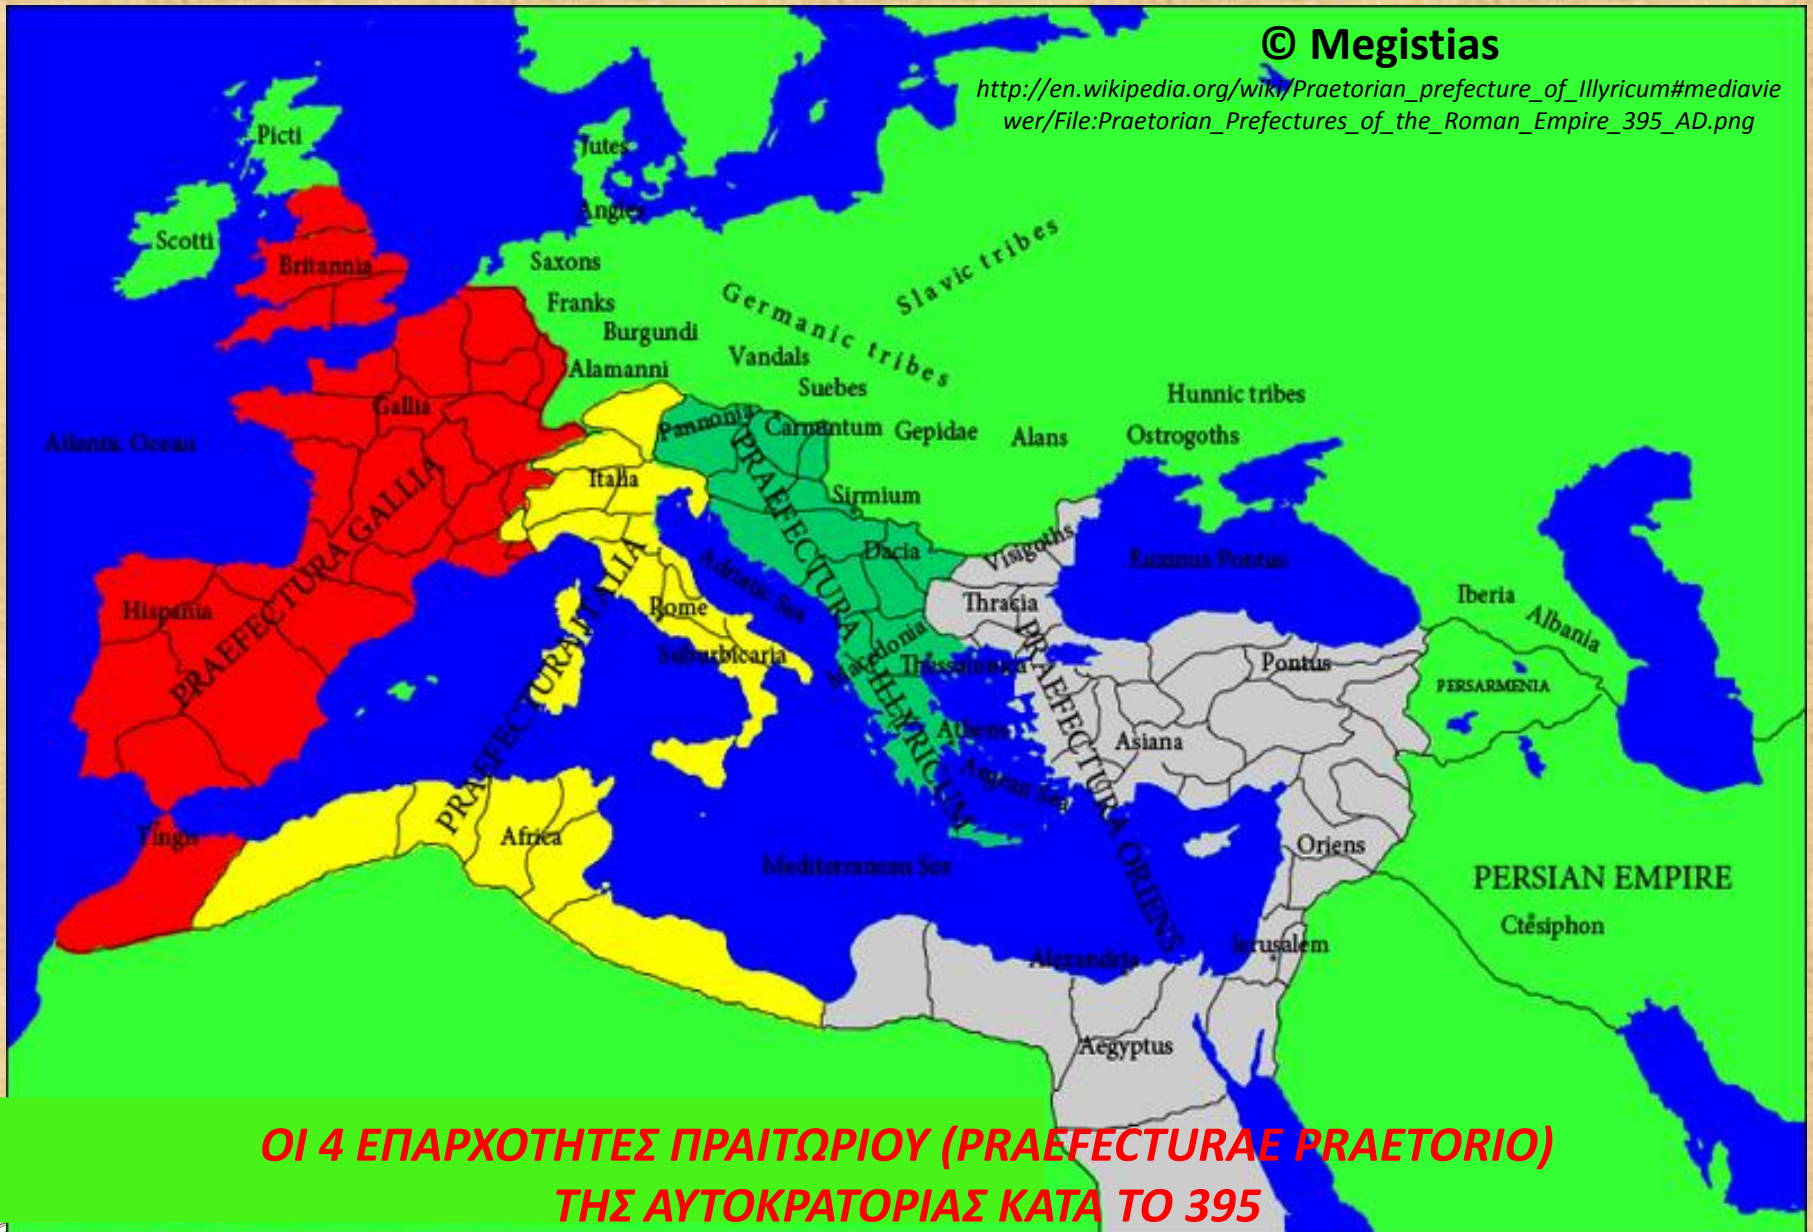 © Megistias
http://en.wikipedia.org/wiki/Praetorian_prefecture_of_Illyricum#mediavie
wer/File:Praetorian_Prefectures_of_the_Roman_Empire_395_AD.png
Picti
Jutes
Angles
Scotti
Britannia
Saxons
Franks
Burgundi
Alamanni
Germanic tribes
Slavic tribes
Vandals
Suebes
Hunnic tribes
Gallia
Pannonia
Carnuntum
Gepidae
Alans
Ostrogoths
Atlantic Ocean
Italia
Sirmium
PRAEFECTURA GALLIA
Dacia
Visigoths
Euxinus Pontus
Adriatic Sea
Hispania
Rome
Thracia
Iberia
Albania
PRAEFECTURA ITALIA
Suburbicaria
Macedonia
Thessalonica
Pontus
PERSARMENIA
PRAEFECTURA ILLYRICUM
Athens
Asiana
Aegean Sea
PRAEFECTURA ORIENS
Tingis
Africa
Mediterranean Sea
Oriens
PERSIAN EMPIRE
Ctesiphon
Alexandria
Jerusalem
Aegyptus
ΟΙ 4 ΕΠΑΡΧΟΤΗΤΕΣ ΠΡΑΙΤΩΡΙΟΥ (PRAEFECTURAE PRAETORIO)
ΤΗΣ ΑΥΤΟΚΡΑΤΟΡΙΑΣ ΚΑΤΑ ΤΟ 395